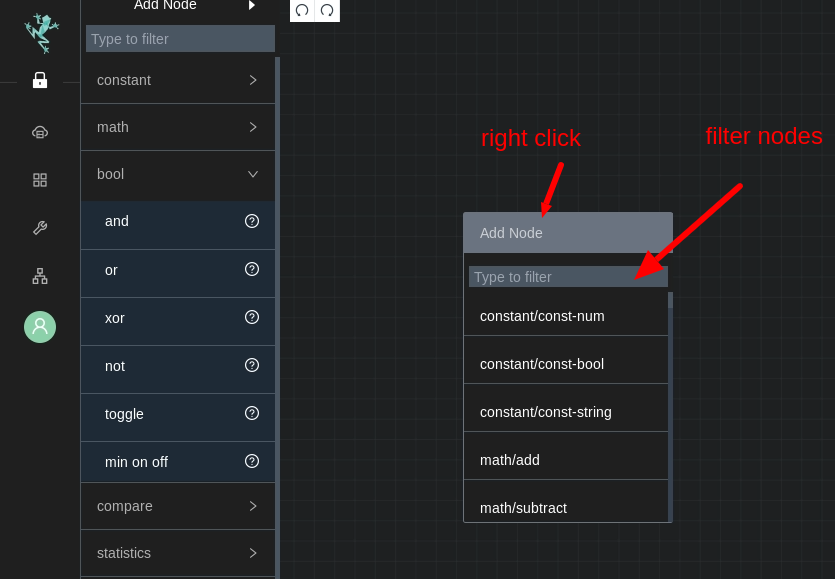 Add Node
Type to filter
constant
math
bool
and
or
xor
not
toggle
min on off
compare
statistics
right click
filter nodes
Add Node
Type to filter
constant/const-num
constant/const-bool
constant/const-string
math/add
math/subtract